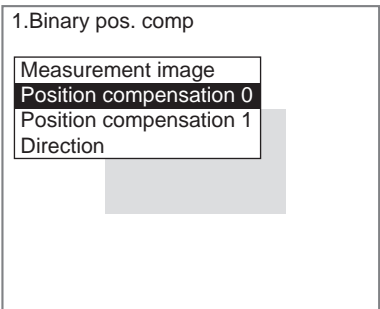 1.Binary pos. comp
Measurement image
Position compensation 0
Position compensation 1
Direction